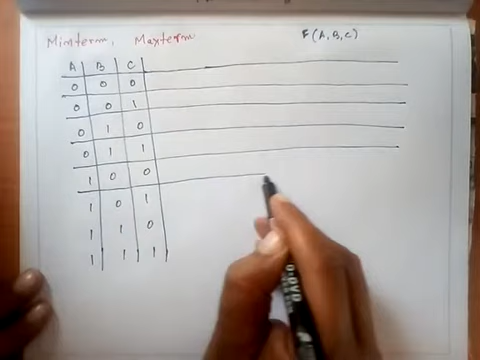 Minterm, Maxterm F(A,B,C)
A B C
0 0 0
0 0 1
0 1 0
0 1 1
1 0 0
1 0 1
1 1 0
1 1 1